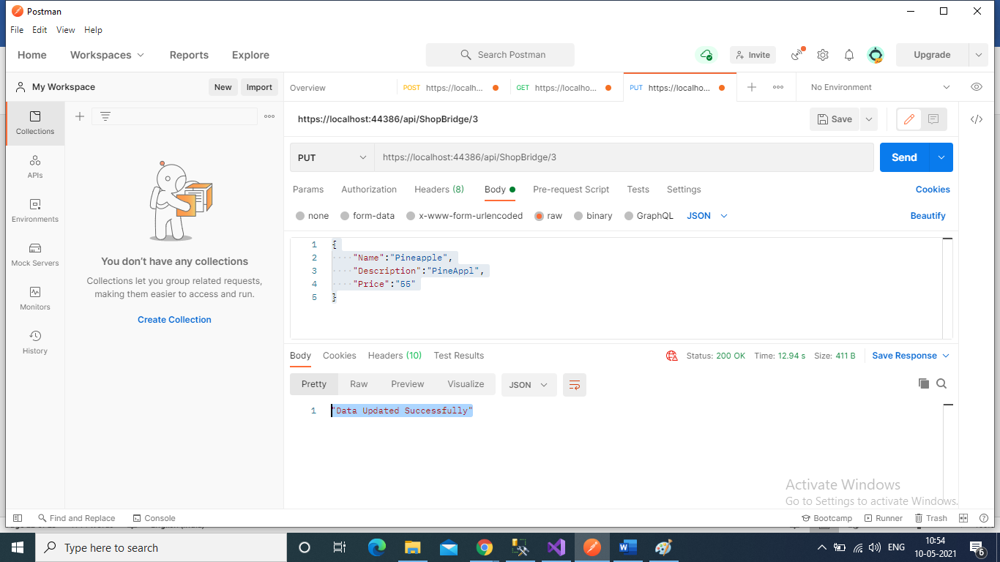 Postman
File Edit View Help
Home Workspaces Reports Explore Search Postman Invite Upgrade
My Workspace New Import
Overview POST https://localh... GET https://localho... PUT https://localho... No Environment
Collections
APIs
Environments
Mock Servers
Monitors
History
You don't have any collections
Collections let you group related requests,
making them easier to access and run.
Create Collection
https://localhost:44386/api/ShopBridge/3 Save
PUT https://localhost:44386/api/ShopBridge/3 Send
Params Authorization Headers (8) Body Pre-request Script Tests Settings Cookies
none form-data x-www-form-urlencoded raw binary GraphQL JSON Beautify
1 {
2 "Name":"Pineapple",
3 "Description":"PineAppl",
4 "Price":"55"
5 }
Body Cookies Headers (10) Test Results Status: 200 OK Time: 12.94 s Size: 411 B Save Response
Pretty Raw Preview Visualize JSON
1 "Data Updated Successfully"
Activate Windows
Go to Settings to activate Windows.
Find and Replace Console Bootcamp Runner Trash
Type here to search
ENG
10:54
10-05-2021
6